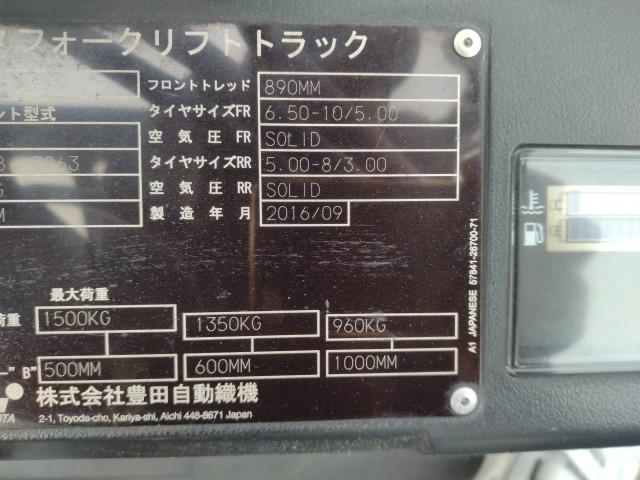 フォークリフトトラック
フロントトレッド 890MM
ント型式 タイヤサイズFR 6.50-10/5.00
空気圧 FR SOLID
タイヤサイズRR 5.00-8/3.00
空気圧 RR SOLID
製造年月 2016/09
最大荷重
荷重 1500KG 1350KG 960KG
B" 500MM 600MM 1000MM
株式会社豊田自動織機
2-1, Toyoda-cho, Kariya-shi, Aichi 448-8671 Japan
A1 JAPANESE 57841-26700-71